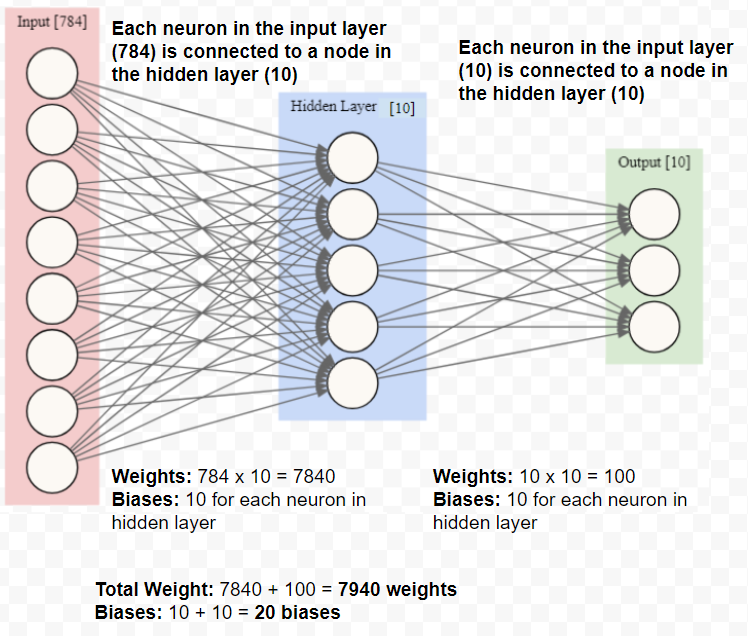 Input [784]
Each neuron in the input layer
(784) is connected to a node in
the hidden layer (10)
Each neuron in the input layer
(10) is connected to a node in
the hidden layer (10)
Hidden Layer [10]
Output [10]
Weights: 784 x 10 = 7840
Biases: 10 for each neuron in
hidden layer
Weights: 10 x 10 = 100
Biases: 10 for each neuron in
hidden layer
Total Weight: 7840 + 100 = 7940 weights
Biases: 10 + 10 = 20 biases